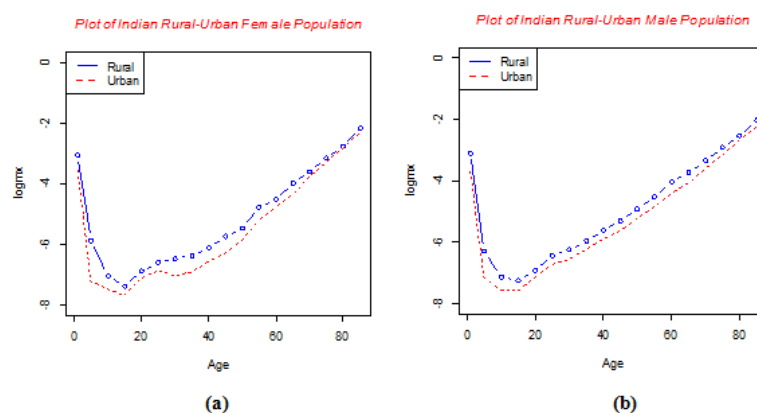 Plot of Indian Rural-Urban Female Population
0
-2
-4
-6
-8
logmx
Rural
Urban
0 20 40 60 80
Age
(a)
Plot of Indian Rural-Urban Male Population
0
-2
-4
-6
-8
logmx
Rural
Urban
0 20 40 60 80
Age
(b)